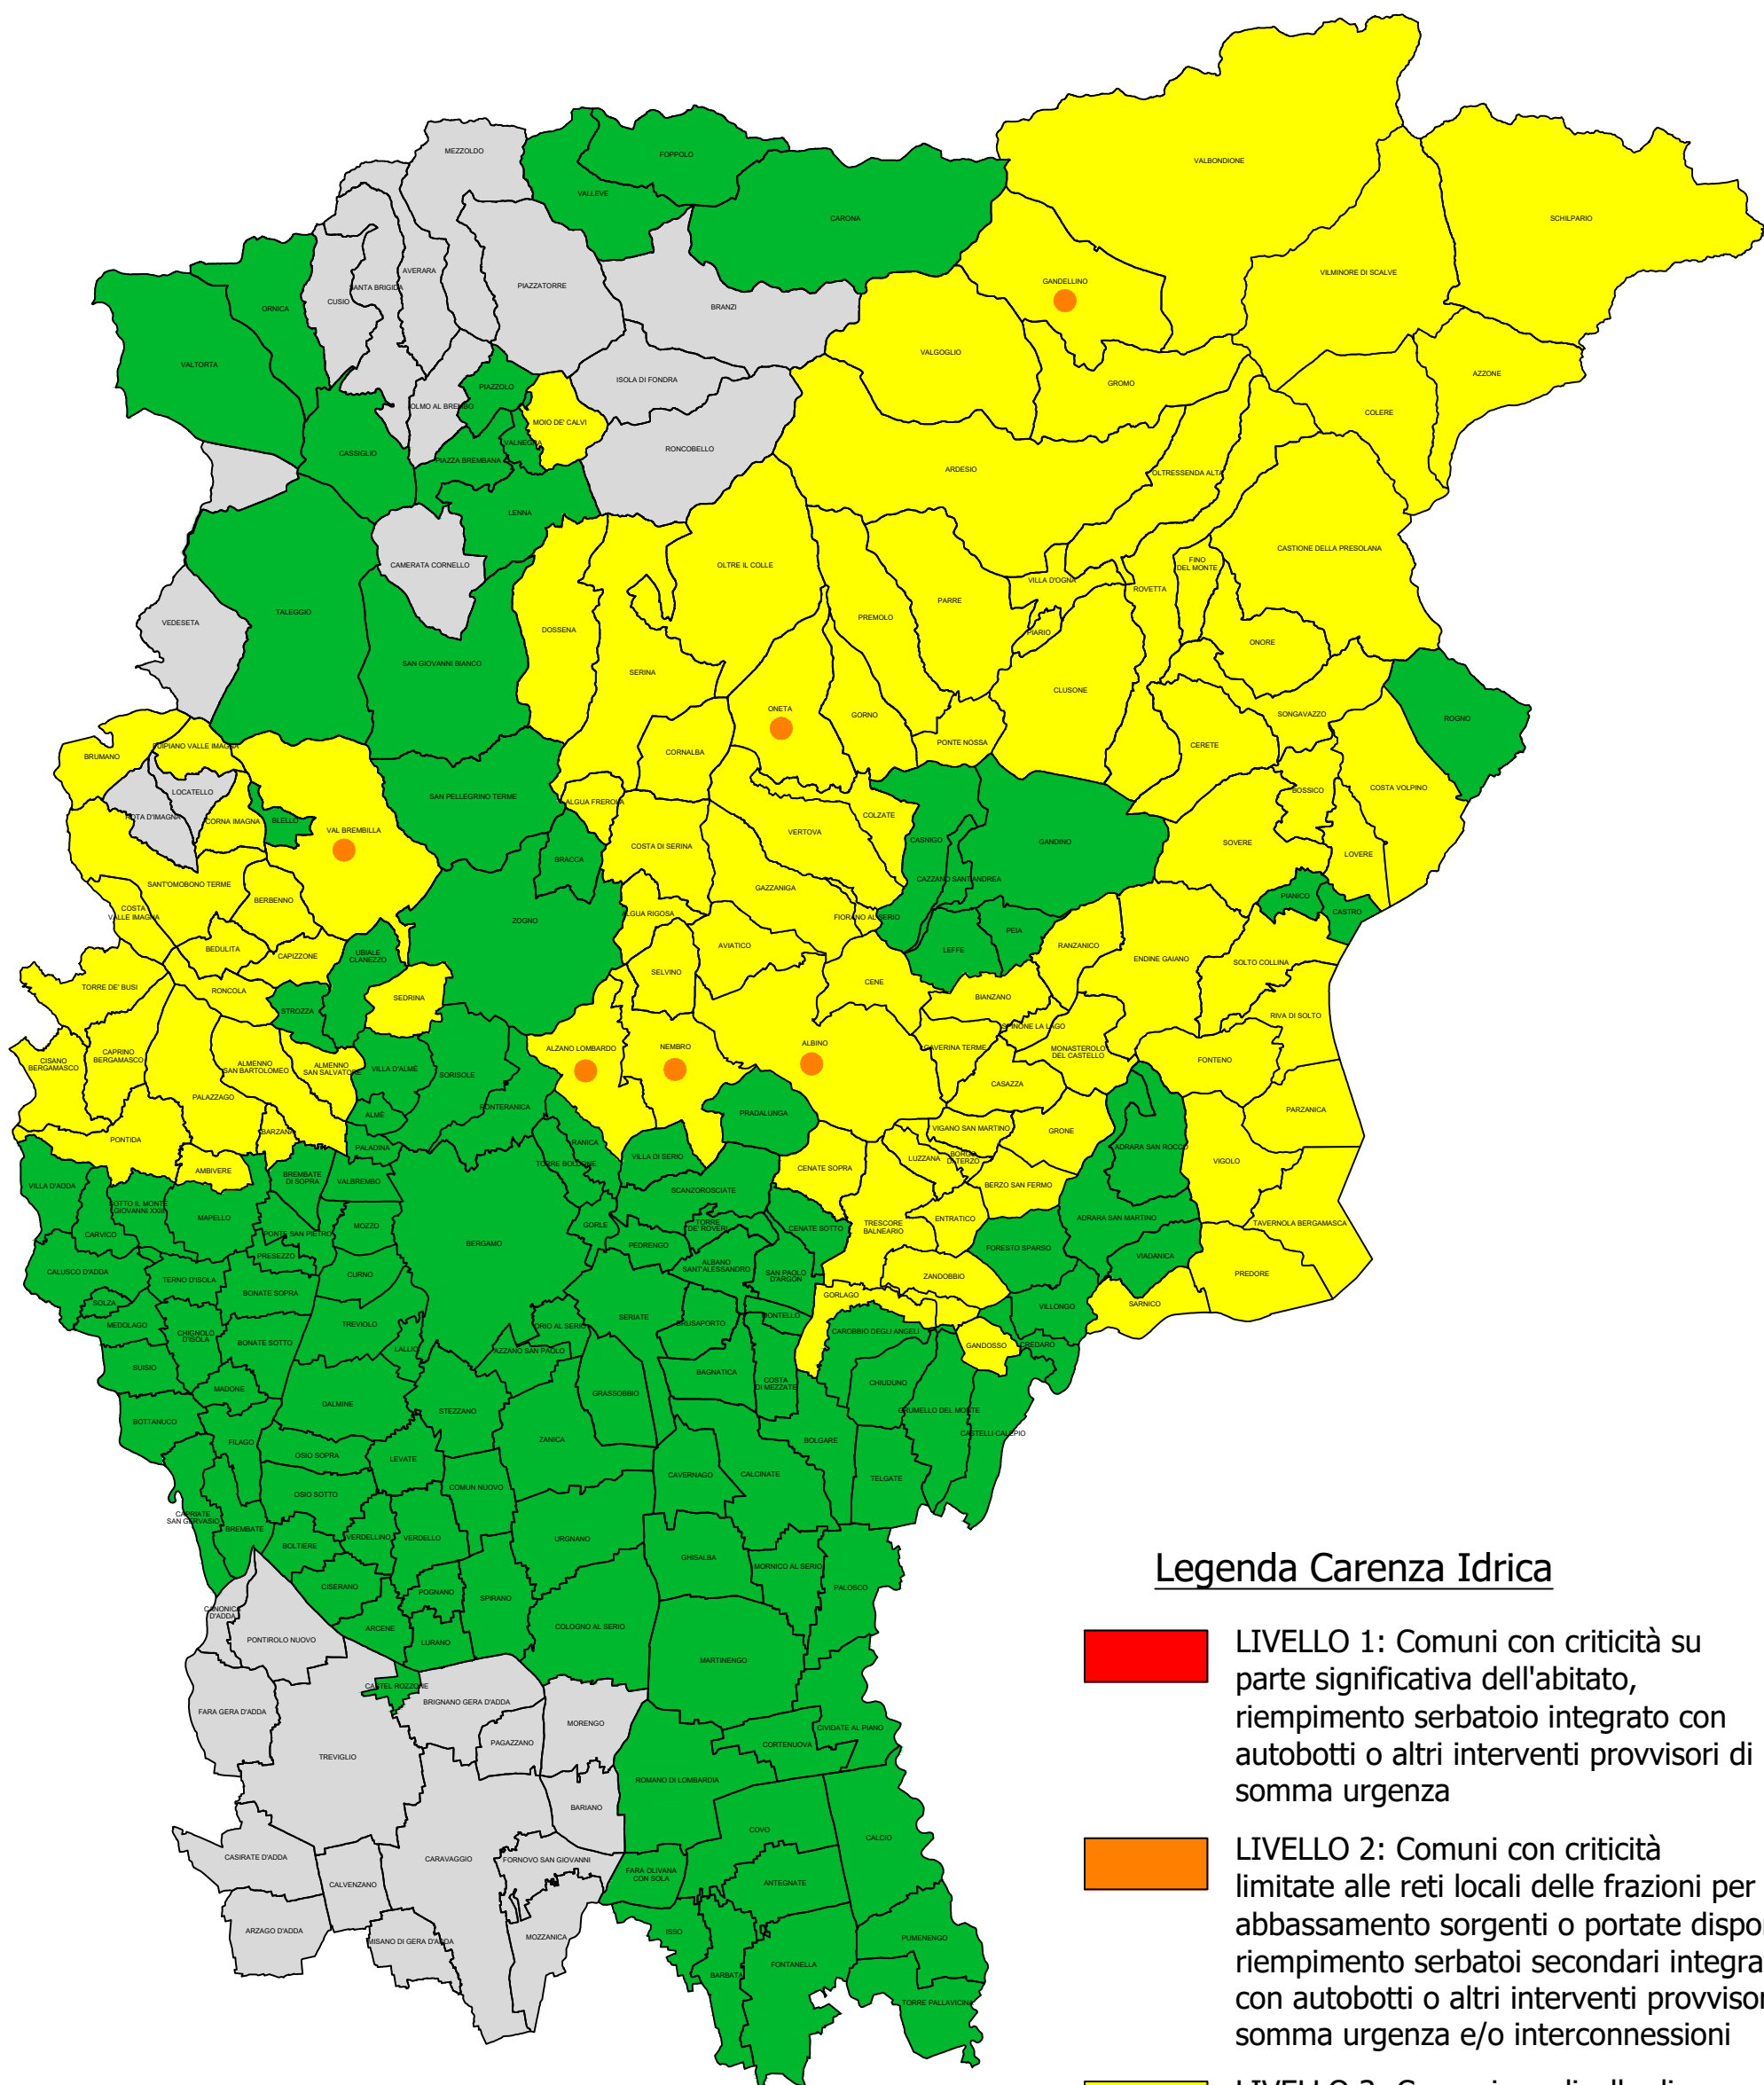 MEZZOLDO
FOPPOLO
VALLEVE
CARONA
VALBONDIONE
SCHILPARIO
AVERARA
SANTA BRIGIDA
CUSIO
ORNICA
PIAZZATORRE
BRANZI
GANDELLINO
VILMINORE DI SCALVE
VALTORTA
VALGOGLIO
ISOLA DI FONDRA
PIAZZOLO
GROMO
AZZONE
OLMO AL BREMBO
COLERE
MOIO DE' CALVI
VALNEGRA
RONCOBELLO
CASSIGLIO
PIAZZA BREMBANA
ARDESIO
OLTRESSENDA ALTA
LENNA
CASTIONE DELLA PRESOLANA
CAMERATA CORNELLO
OLTRE IL COLLE
FINO
DEL MONTE
VILLA D'OGNA
ROVETTA
PARRE
TALEGGIO
PREMOLO
VEDESETA
DOSSENA
PIARIO
ONORE
SAN GIOVANNI BIANCO
SERINA
CLUSONE
ONETA
GORNO
SONGAVAZZO
ROGNO
PONTE NOSSA
CERETE
FUIPIANO VALLE IMAGNA
BRUMANO
CORNALBA
LOCATELLO
SAN PELLEGRINO TERME
ALGUA FREROLA
BOSSICO
COSTA VOLPINO
ROTA D'IMAGNA
CORNA IMAGNA
BLELLO
VAL BREMBILLA
COLZATE
VERTOVA
CASNIGO
GANDINO
SOVERE
COSTA DI SERINA
LOVERE
BRACCA
CAZZANO SANT'ANDREA
SANT'OMOBONO TERME
GAZZANIGA
BERBENNO
PIANICO
COSTA
VALLE IMAGNA
ALGUA RIGOSA
FIORANO AL SERIO
CASTRO
ZOGNO
PEIA
BEDULITA
CAPIZZONE
UBIALE
CLANEZZO
AVIATICO
LEFFE
RANZANICO
ENDINE GAIANO
SOLTO COLLINA
SELVINO
CENE
TORRE DE' BUSI
RONCOLA
SEDRINA
BIANZANO
STROZZA
RIVA DI SOLTO
SPINONE LA LAGO
ALBINO
NEMBRO
ALZANO LOMBARDO
GAVERINA TERME
MONASTEROLO
DEL CASTELLO
FONTENO
CISANO
BERGAMASCO
CAPRINO
BERGAMASCO
ALMENNO
SAN BARTOLOMEO
ALMENNO
SAN SALVATORE
VILLA D'ALMÈ
SORISOLE
CASAZZA
PALAZZAGO
PONTERANICA
ALMÈ
PRADALUNGA
PARZANICA
VIGANO SAN MARTINO
GRONE
BARZANA
PONTIDA
PALADINA
RANICA
ADRARA SAN ROCCO
TORRE BOLDONE
VILLA DI SERIO
CENATE SOPRA
LUZZANA
BORGO
DI TERZO
VIGOLO
AMBIVERE
BREMBATE
DI SOPRA
VALBREMBO
VILLA D'ADDA
BERZO SAN FERMO
SCANZOROSCIATE
SOTTO IL MONTE
GIOVANNI XXIII
MAPELLO
ENTRATICO
ADRARA SAN MARTINO
TAVERNOLA BERGAMASCA
CARVICO
PONTE SAN PIETRO
MOZZO
GORLE
TORRE
DE' ROVERI
CENATE SOTTO
TRESCORE
BALNEARIO
BERGAMO
PEDRENGO
FORESTO SPARSO
VIADANICA
PRESEZZO
CALUSCO D'ADDA
TERNO D'ISOLA
CURNO
ALBANO
SANT'ALESSANDRO
SAN PAOLO
D'ARGON
ZANDOBBIO
PREDORE
BONATE SOPRA
SOLZA
GORLAGO
VILLONGO
SARNICO
MEDOLAGO
CHIGNOLO
D'ISOLA
TREVIOLO
ORIO AL SERIO
SERIATE
BRUSAPORTO
MONTELLO
CAROBBIO DEGLI ANGELI
BONATE SOTTO
LALLIO
AZZANO SAN PAOLO
GANDOSSO
CREDARO
SUISIO
BAGNATICA
COSTA
DI MEZZATE
CHIUDUNO
MADONE
GRASSOBBIO
DALMINE
STEZZANO
GRUMELLO DEL MONTE
BOTTANUCO
FILAGO
ZANICA
BOLGARE
CASTELLI CALEPIO
OSIO SOPRA
LEVATE
CAVERNAGO
CALCINATE
TELGATE
COMUN NUOVO
OSIO SOTTO
CAPRIATE
SAN GERVASIO
BREMBATE
BOLTIERE
VERDELLINO
VERDELLO
URGNANO
GHISALBA
MORNICO AL SERIO
PALOSCO
CISERANO
POGNANO
SPIRANO
CANONICA
D'ADDA
ARCENE
LURANO
COLOGNO AL SERIO
PONTIROLO NUOVO
MARTINENGO
CASTEL ROZZONE
BRIGNANO GERA D'ADDA
FARA GERA D'ADDA
MORENGO
CIVIDATE AL PIANO
PAGAZZANO
CORTENUOVA
TREVIGLIO
ROMANO DI LOMBARDIA
BARIANO
COVO
CALCIO
CASIRATE D'ADDA
CARAVAGGIO
FORNOVO SAN GIOVANNI
FARA OLIVANA
CON SOLA
CALVENZANO
ANTEGNATE
ARZAGO D'ADDA
MISANO DI GERA D'ADDA
MOZZANICA
ISSO
PUMENENGO
BARBATA
FONTANELLA
TORRE PALLAVICINA
Legenda Carenza Idrica
LIVELLO 1: Comuni con criticità su
parte significativa dell'abitato,
riempimento serbatoio integrato con
autobotti o altri interventi provvisori di
somma urgenza
LIVELLO 2: Comuni con criticità
limitate alle reti locali delle frazioni per
abbassamento sorgenti o portate dispo
riempimento serbatoi secondari integra
con autobotti o altri interventi provvisor
somma urgenza e/o interconnessioni